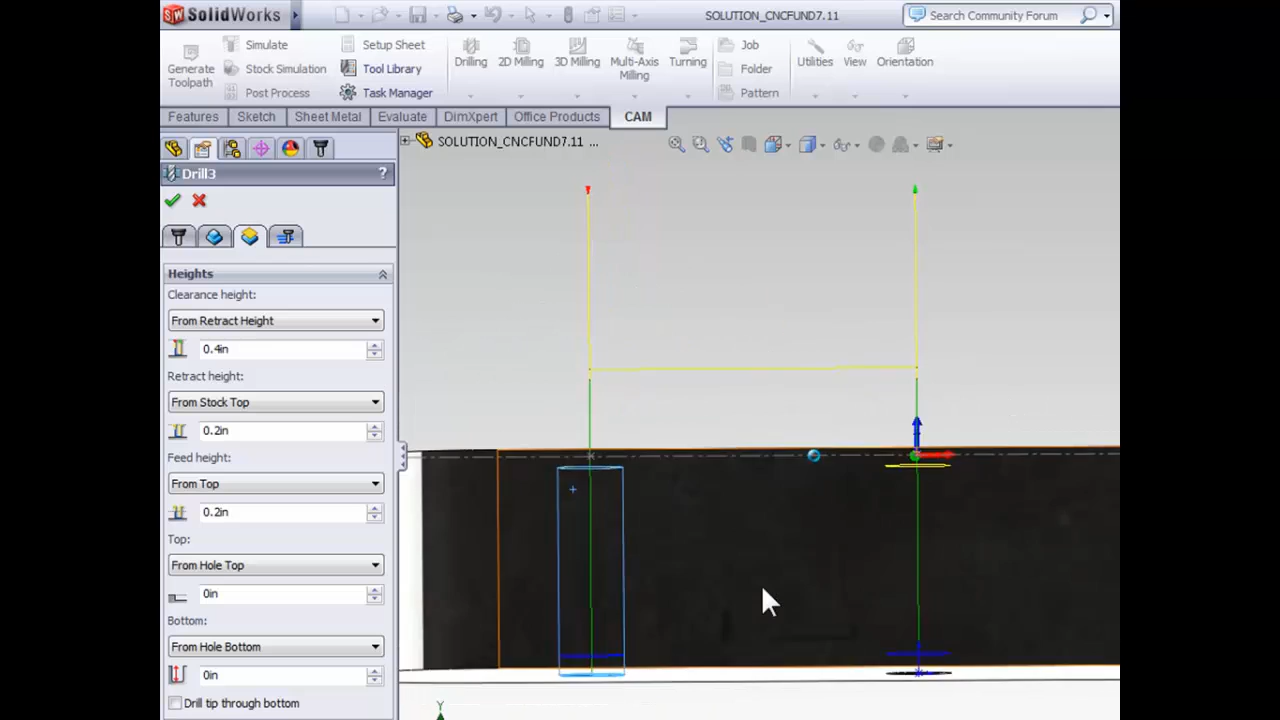 SolidWorks
SOLUTION_CNCFUND7.11
Search Community Forum
Generate Toolpath
Simulate
Stock Simulation
Post Process
Setup Sheet
Tool Library
Task Manager
Drilling
2D Milling
3D Milling
Multi-Axis Milling
Turning
Job
Folder
Pattern
Utilities
View
Orientation
Features
Sketch
Sheet Metal
Evaluate
DimXpert
Office Products
CAM
SOLUTION_CNCFUND7.11 ...
Drill3
?
Heights
Clearance height:
From Retract Height
0.4in
Retract height:
From Stock Top
0.2in
Feed height:
From Top
0.2in
Top:
From Hole Top
0in
Bottom:
From Hole Bottom
0in
Drill tip through bottom
Y